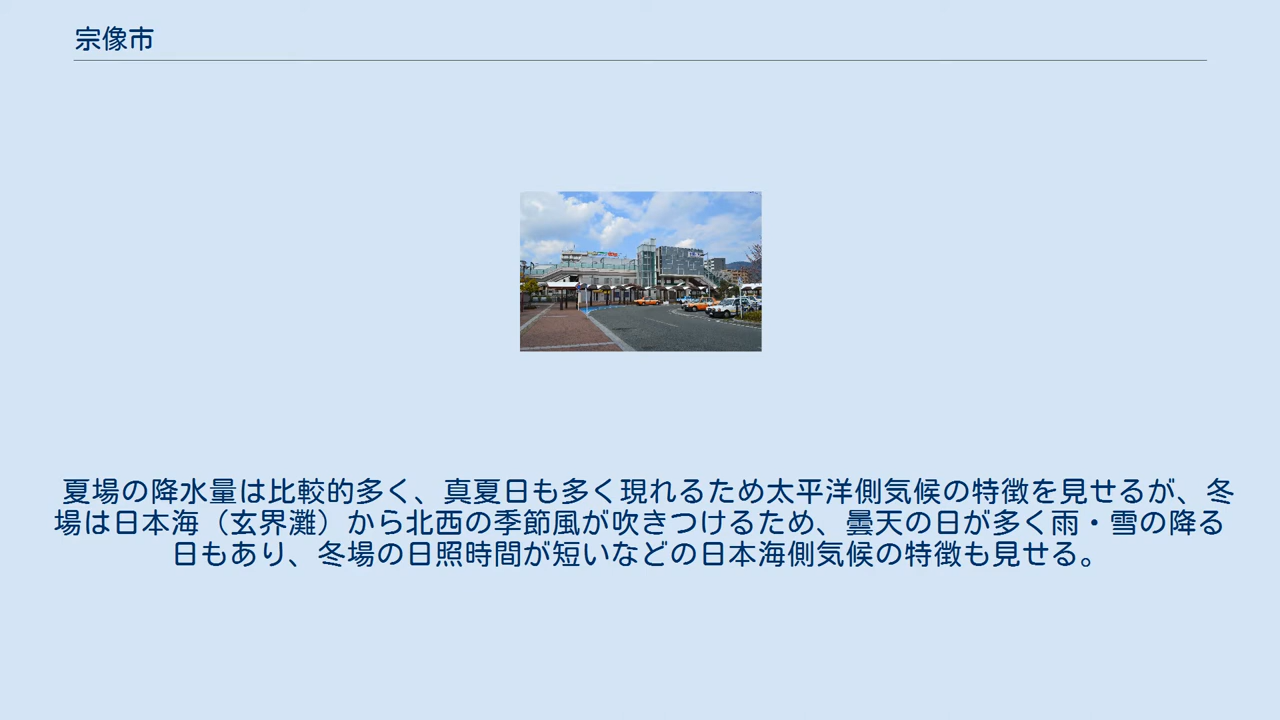 宗像市
夏場の降水量は比較的多く、真夏日も多く現れるため太平洋側気候の特徴を見せるが、冬
場は日本海（玄界灘）から北西の季節風が吹きつけるため、曇天の日が多く雨・雪の降る
日もあり、冬場の日照時間が短いなどの日本海側気候の特徴も見せる。